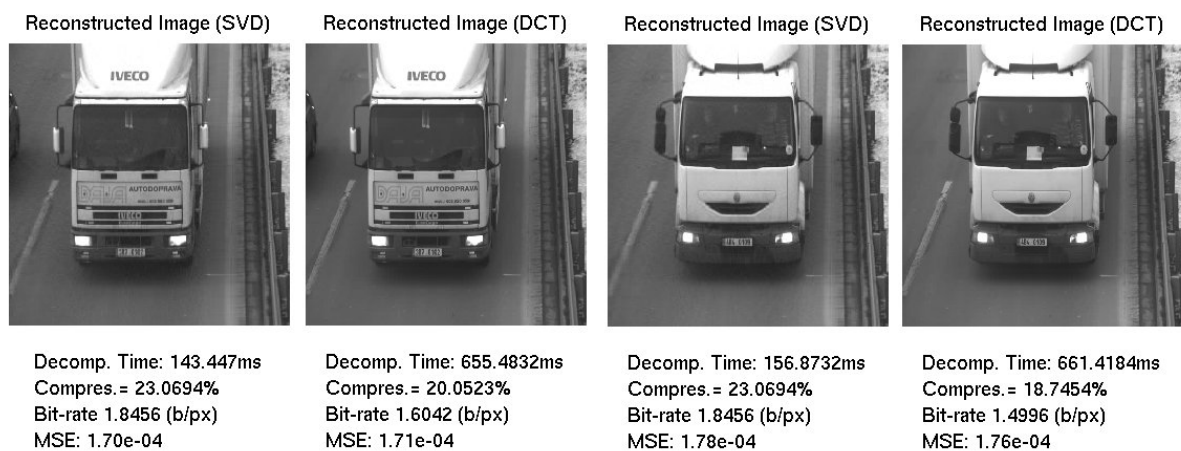 Reconstructed Image (SVD)
Reconstructed Image (DCT)
Reconstructed Image (SVD)
Reconstructed Image (DCT)
IVECO
AUTODOPRAVA
IVECO
IVECO
AUTODOPRAVA
IVECO
Decomp. Time: 143.447ms
Compres.= 23.0694%
Bit-rate 1.8456 (b/px)
MSE: 1.70e-04
Decomp. Time: 655.4832ms
Compres.= 20.0523%
Bit-rate 1.6042 (b/px)
MSE: 1.71e-04
Decomp. Time: 156.8732ms
Compres.= 23.0694%
Bit-rate 1.8456 (b/px)
MSE: 1.78e-04
Decomp. Time: 661.4184ms
Compres.= 18.7454%
Bit-rate 1.4996 (b/px)
MSE: 1.76e-04